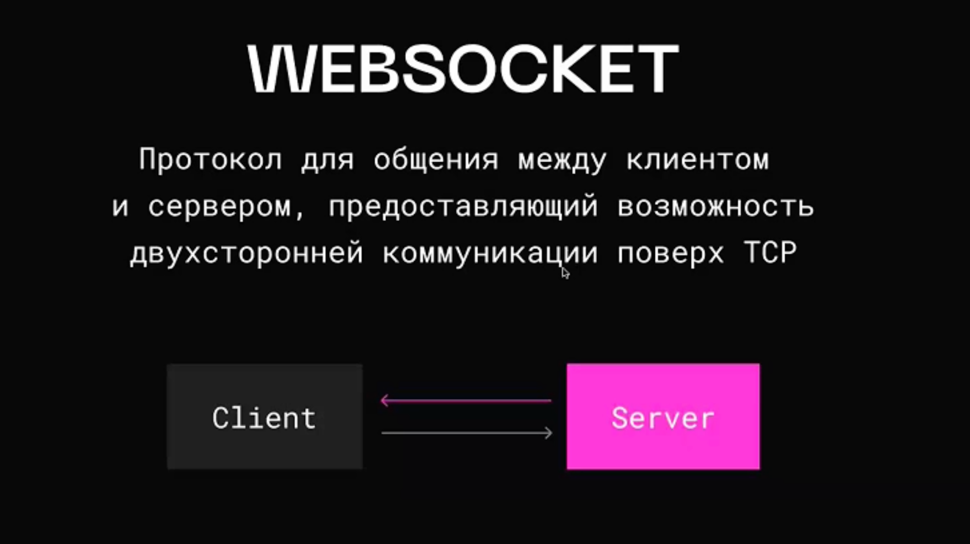 WEBSOCKET
Протокол для общения между клиентом
и сервером, предоставляющий возможность
двухсторонней коммуникации поверх TCP
Client
Server